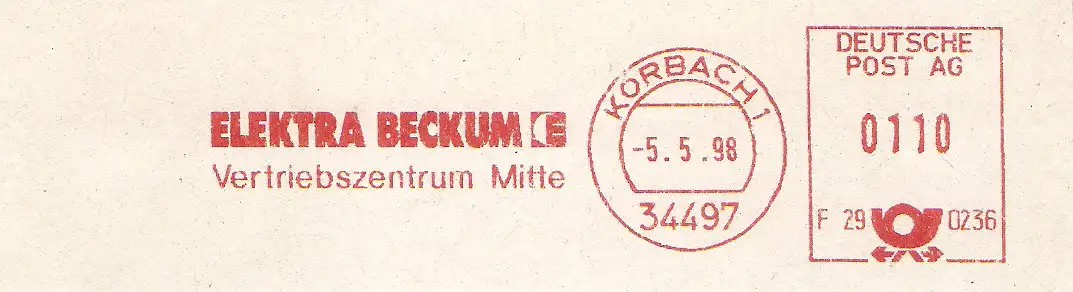 ELEKTRA BECKUM
Vertriebszentrum Mitte
KORBACH 1
-5.5.98
34497
DEUTSCHE
POST AG
0110
F 29 0236